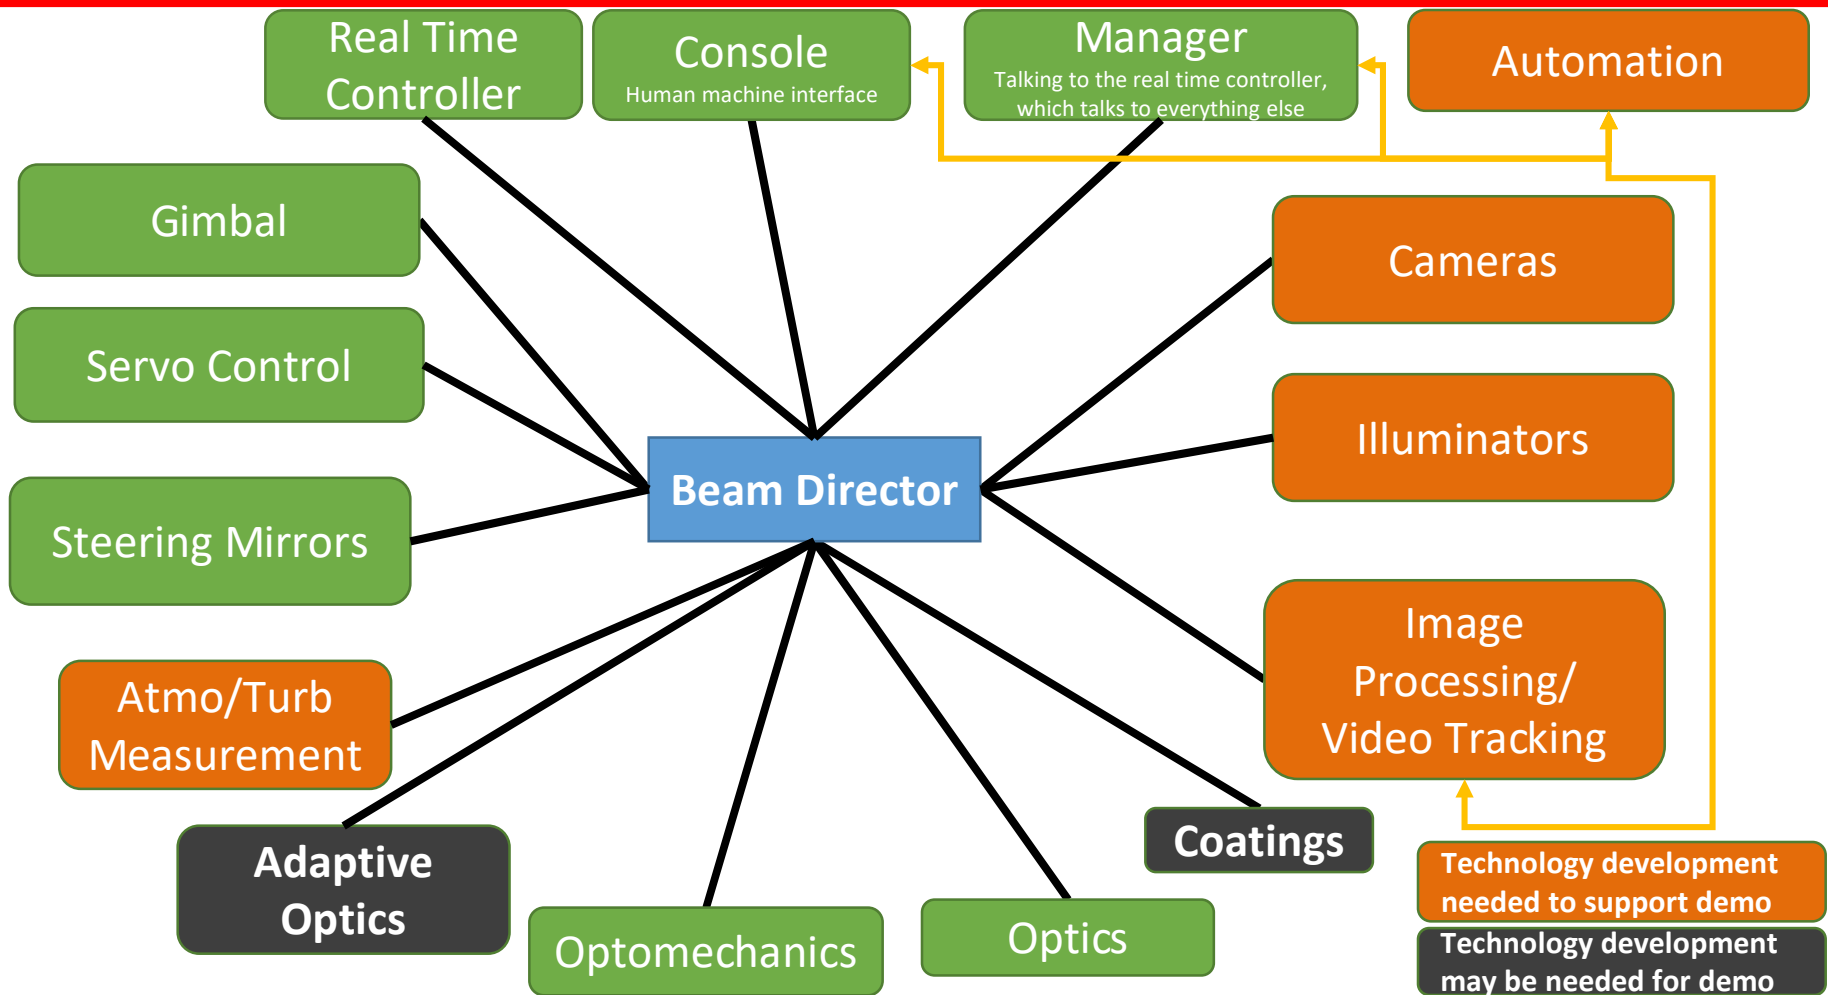 Real Time
Controller
Console
Human machine interface
Manager
Talking to the real time controller,
which talks to everything else
Automation
Gimbal
Cameras
Servo Control
Illuminators
Beam Director
Steering Mirrors
Image
Processing/
Video Tracking
Atmo/Turb
Measurement
Coatings
Adaptive
Optics
Optomechanics
Optics
Technology development
needed to support demo
Technology development
may be needed for demo